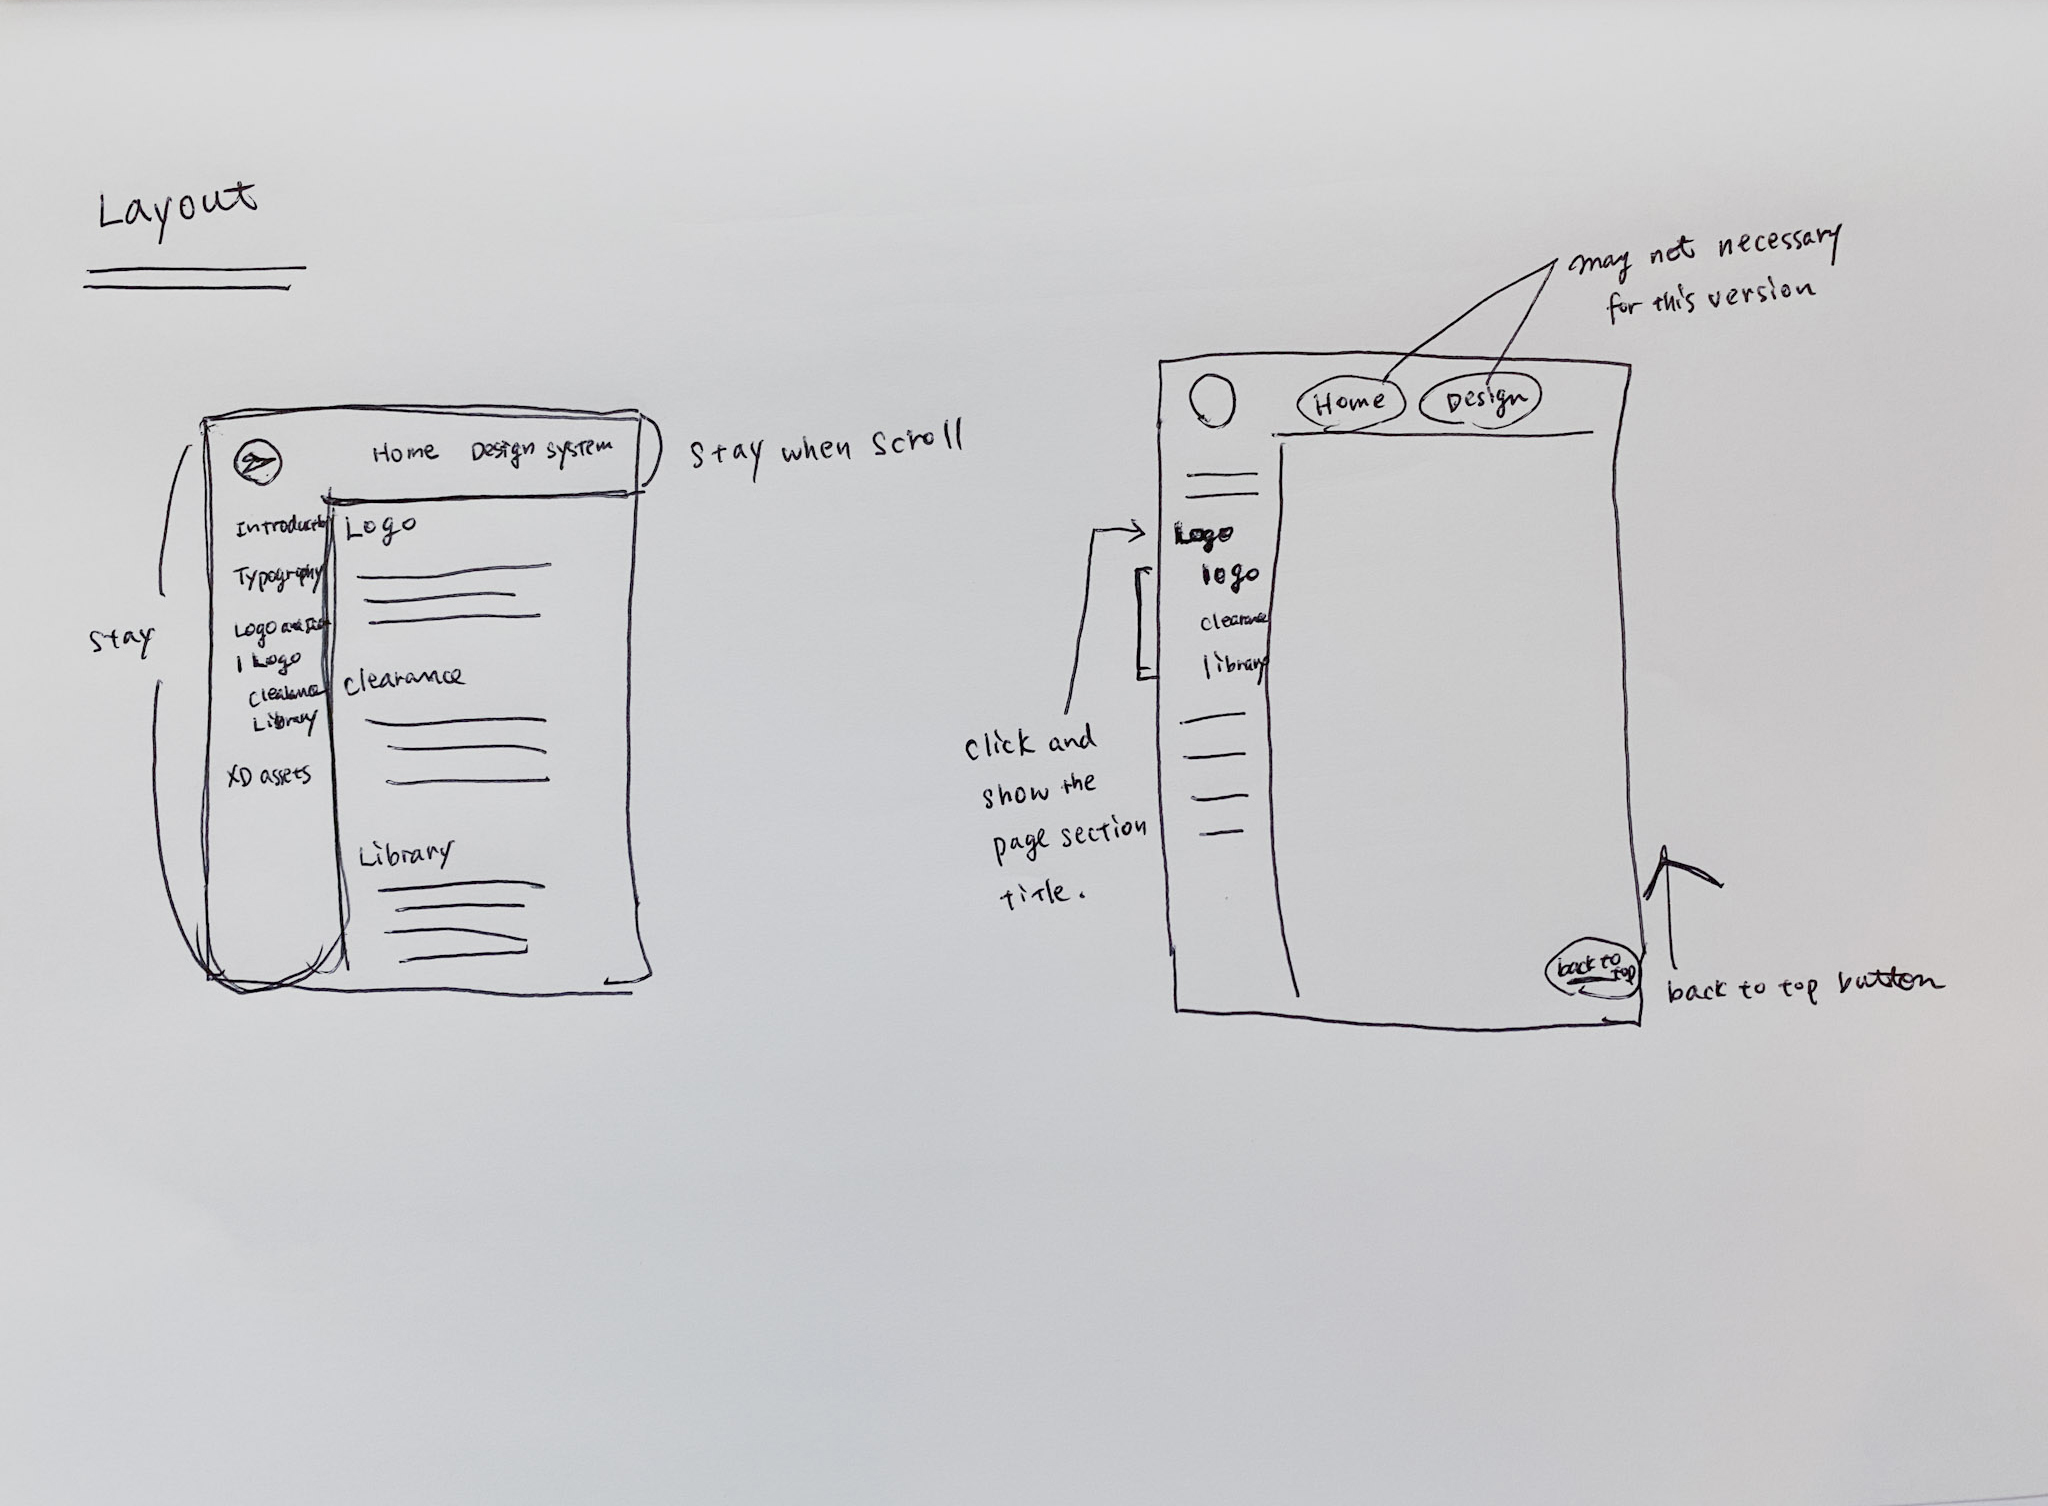 Layout
may not necessary
for this version
Home
Design
Home
Design system
stay when scroll
Introducti
Typography
Logo
Logo
Logo
Clearance
Library
XD assets
stay
Logo
Clearance
Library
Logo
logo
clearance
library
click and
show the
page section
title.
back to
top
back to top button